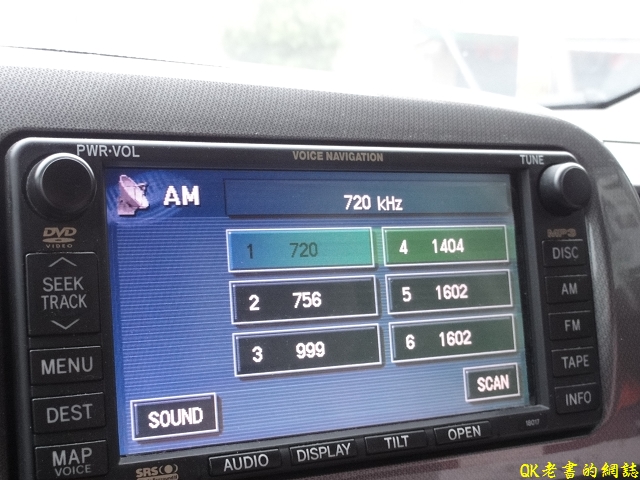 PWR·VOL
VOICE NAVIGATION
TUNE
AM
720 kHz
1 720
4 1404
2 756
5 1602
3 999
6 1602
SCAN
SOUND
DVD
VIDEO
SEEK
TRACK
MENU
DEST
MAP
VOICE
MP3
DISC
AM
FM
TAPE
INFO
SRS
AUDIO
DISPLAY
TILT
OPEN
QK老書的網誌